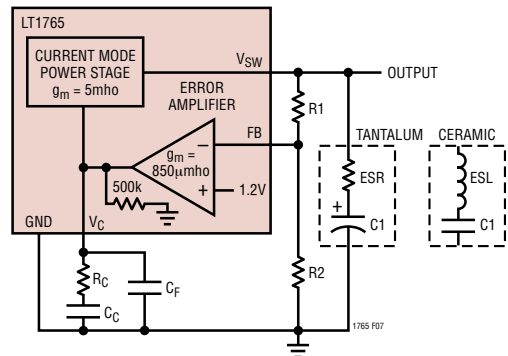 LT1765
CURRENT MODE
POWER STAGE
gm = 5mho
VSW
OUTPUT
ERROR
AMPLIFIER
R1
FB
TANTALUM
CERAMIC
–
gm =
850µmho
+
1.2V
500k
ESR
ESL
+
C1
C1
GND
VC
RC
CF
CC
R2
1765 F07